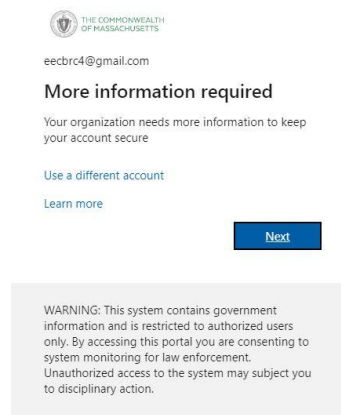 THE COMMONWEALTH
OF MASSACHUSETTS
eecbrc4@gmail.com
More information required
Your organization needs more information to keep
your account secure
Use a different account
Learn more
Next
WARNING: This system contains government
information and is restricted to authorized users
only. By accessing this portal you are consenting to
system monitoring for law enforcement.
Unauthorized access to the system may subject you
to disciplinary action.